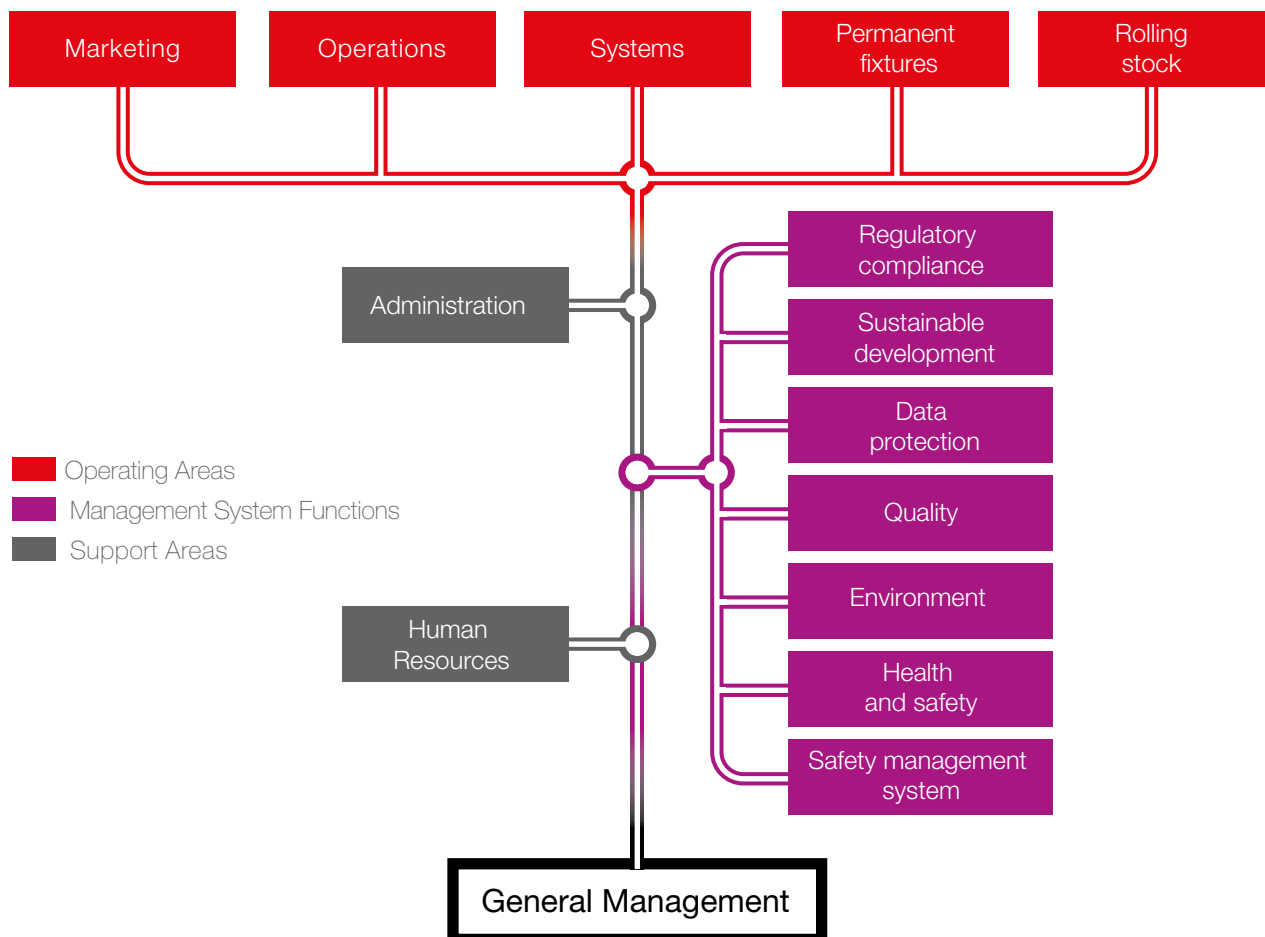 Marketing
Operations
Systems
Permanent
fixtures
Rolling
stock
Regulatory
compliance
Administration
Sustainable
development
Data
protection
Operating Areas
Management System Functions
Support Areas
Quality
Environment
Human
Resources
Health
and safety
Safety management
system
General Management